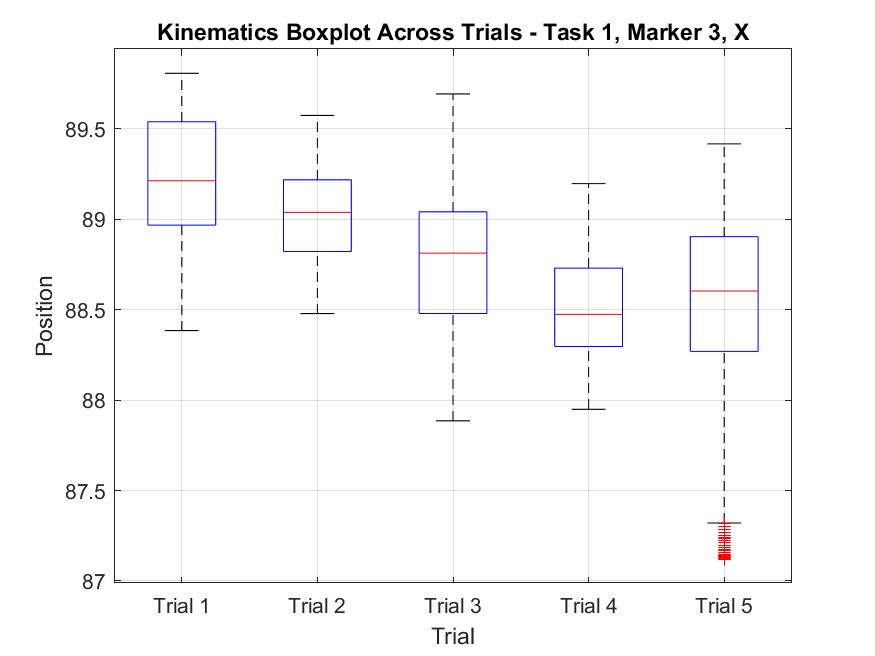 Kinematics Boxplot Across Trials - Task 1, Marker 3, X
89.5
89
88.5
88
87.5
87
Position
Trial 1 Trial 2 Trial 3 Trial 4 Trial 5
Trial